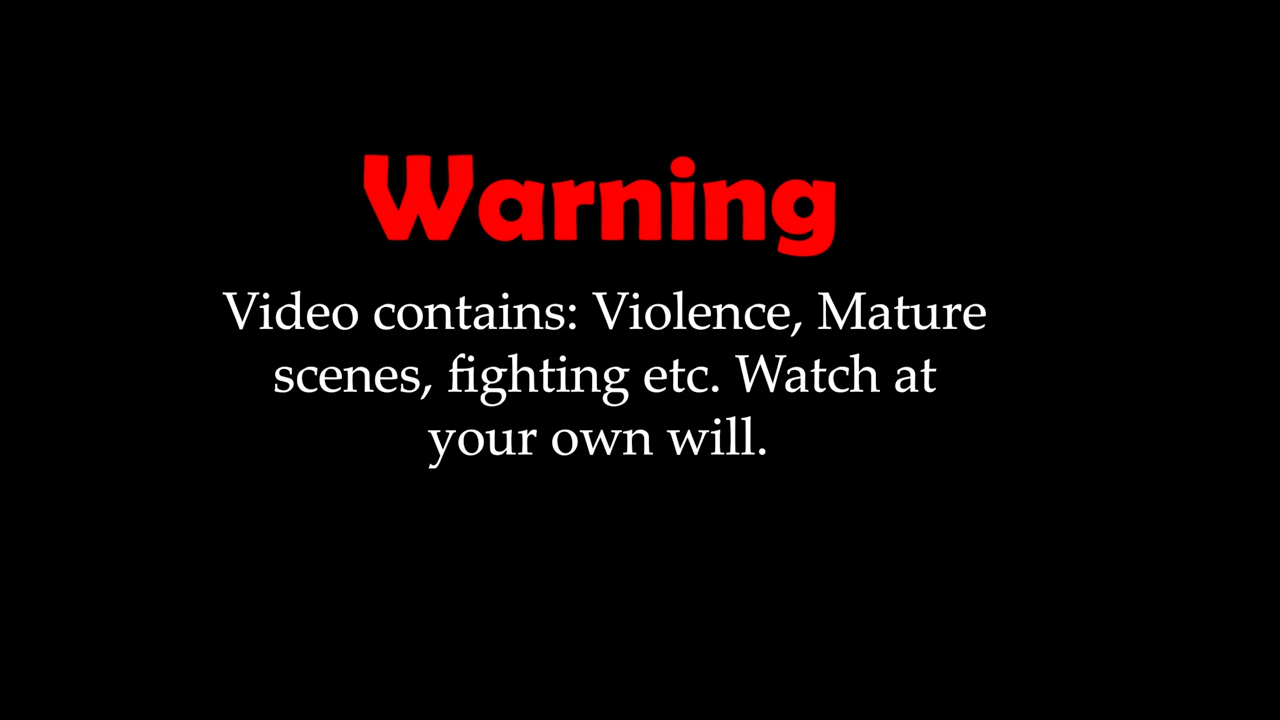 Warning
Video contains: Violence, Mature
scenes, fighting etc. Watch at
your own will.